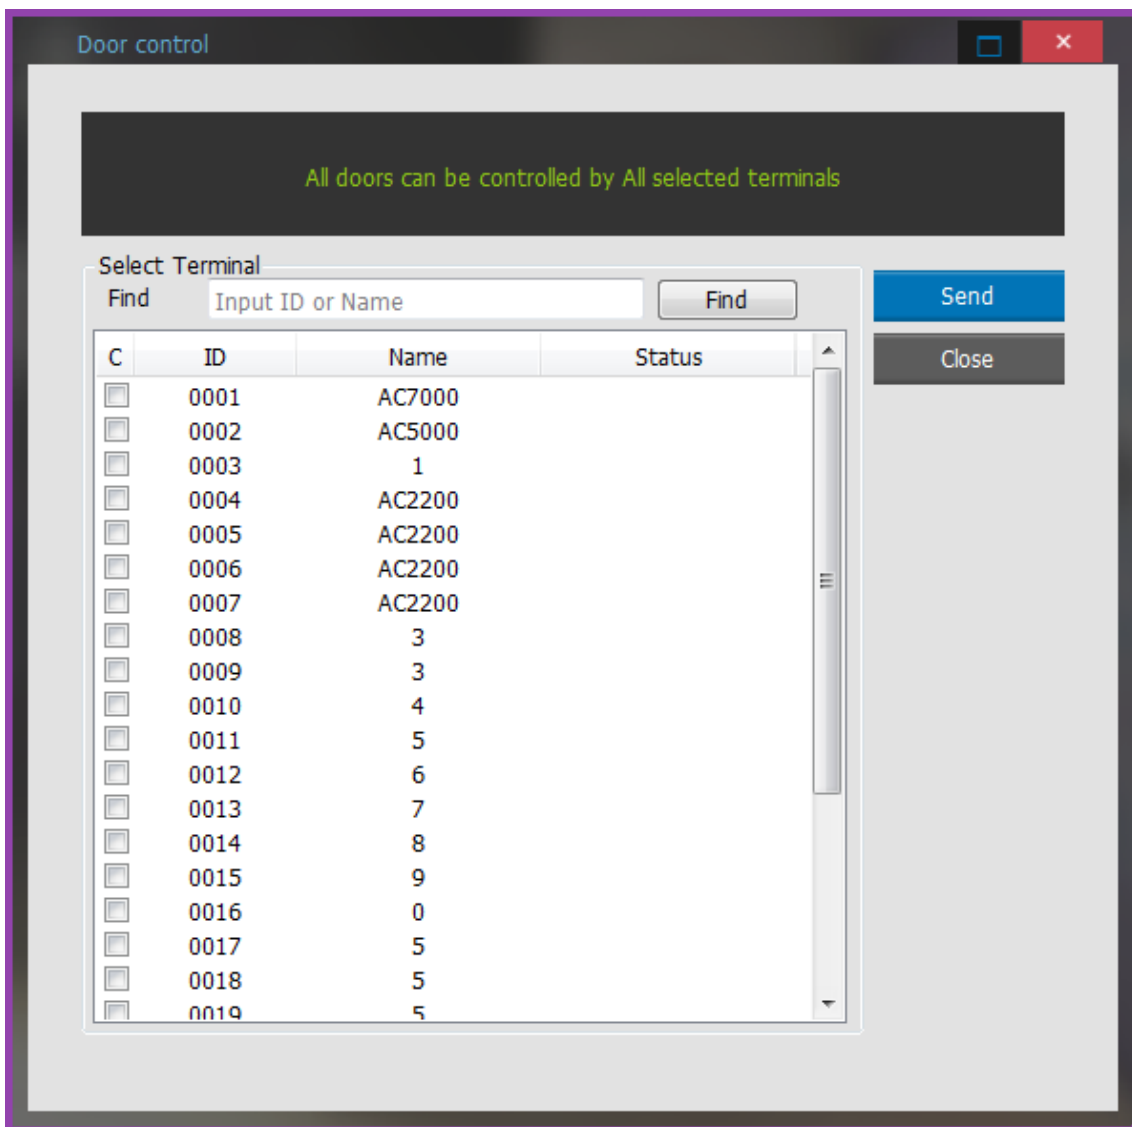 Door control
All doors can be controlled by All selected terminals
Select Terminal
Find Input ID or Name Find
Send
Close
C ID Name Status
0001 AC7000
0002 AC5000
0003 1
0004 AC2200
0005 AC2200
0006 AC2200
0007 AC2200
0008 3
0009 3
0010 4
0011 5
0012 6
0013 7
0014 8
0015 9
0016 0
0017 5
0018 5
0019 5